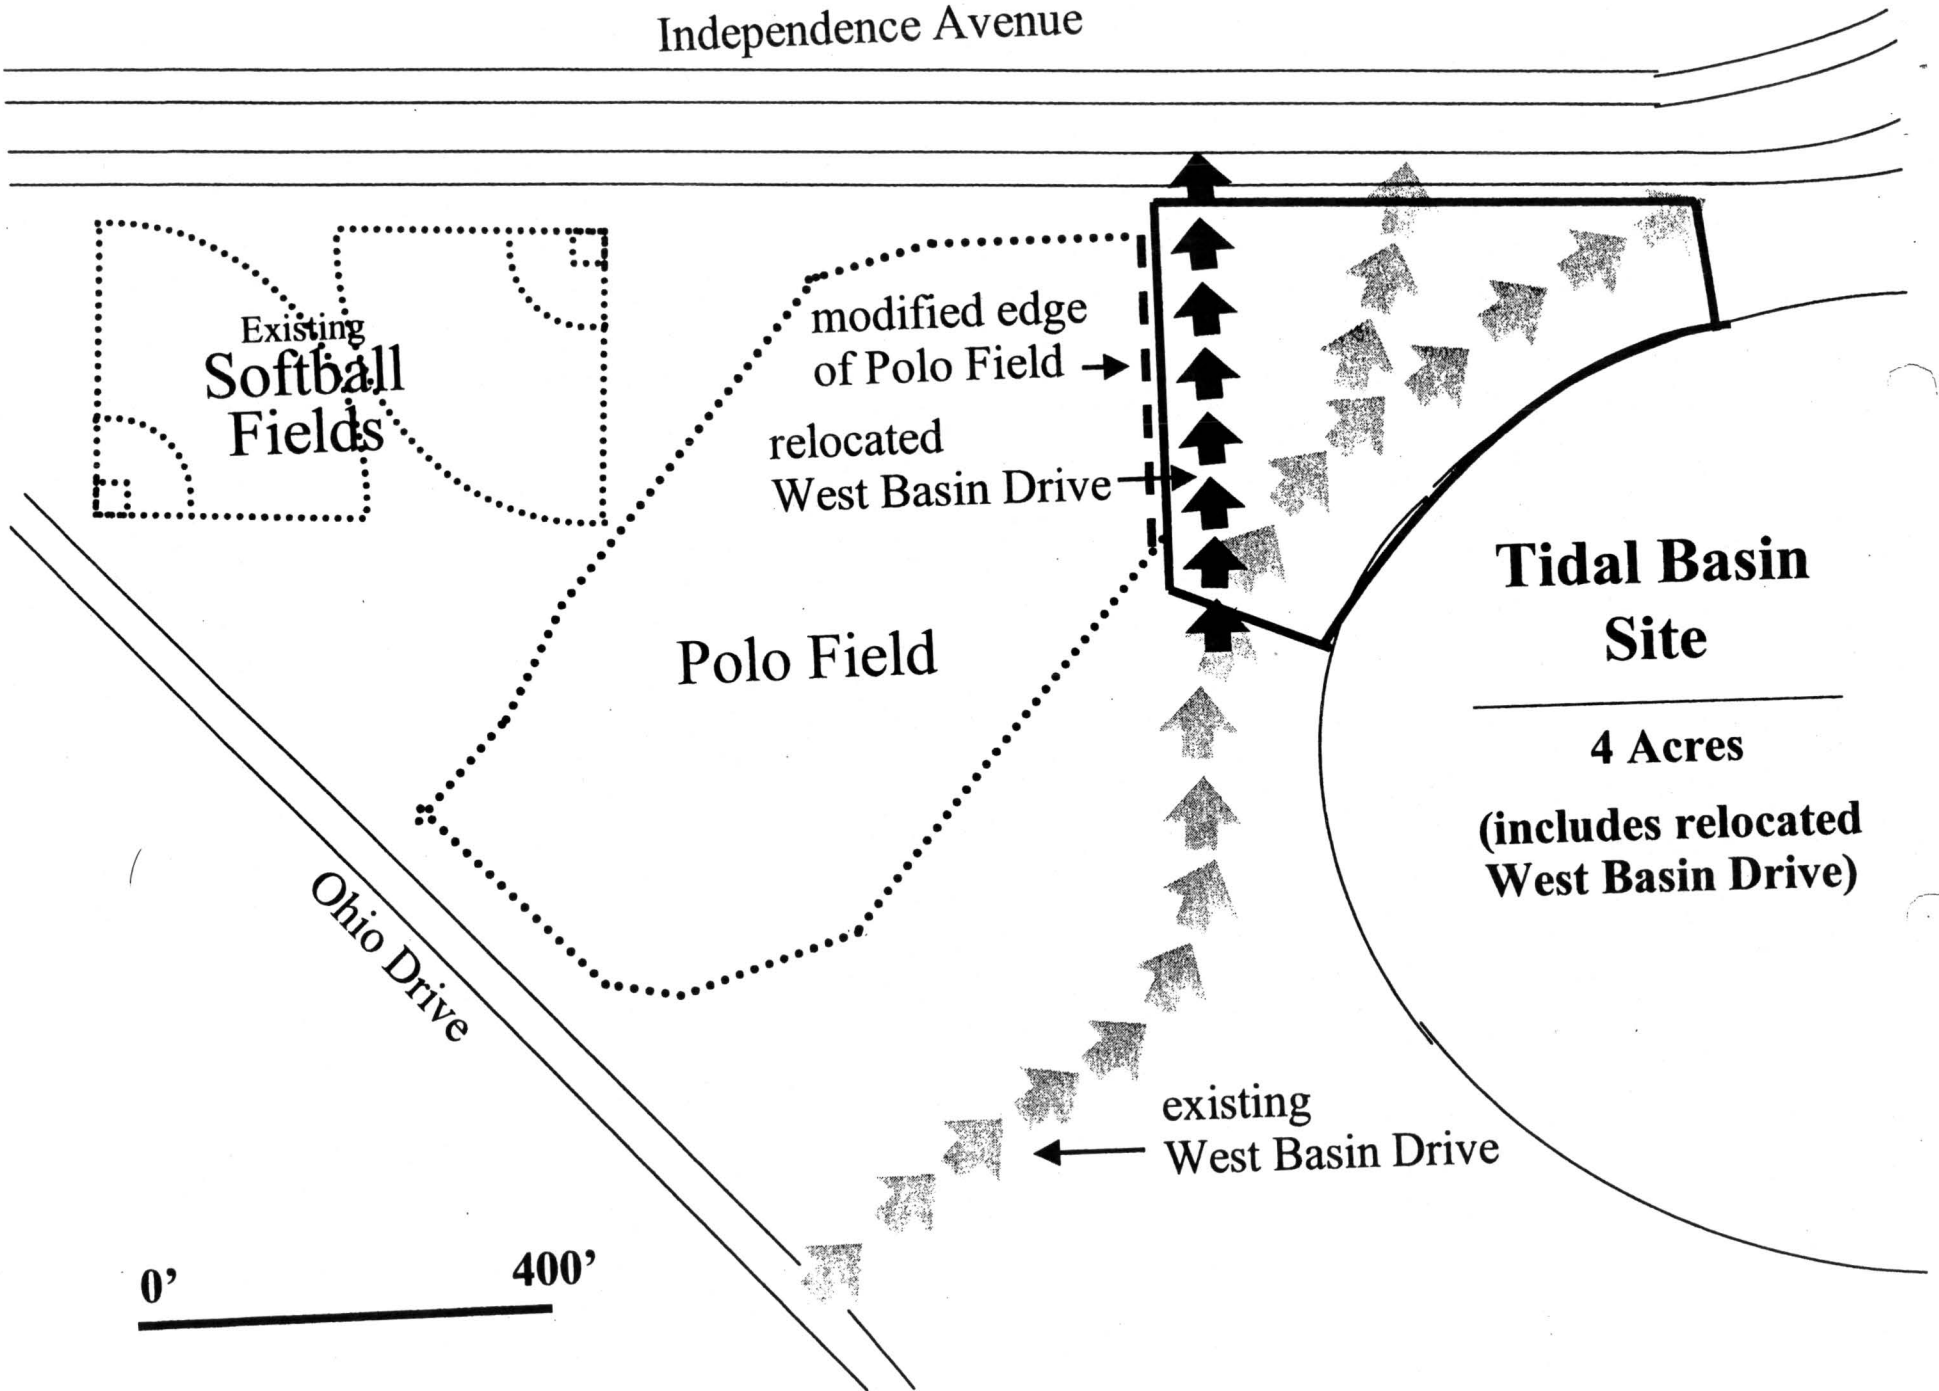 Independence Avenue
Existing
Softball
Fields
modified edge
of Polo Field
relocated
West Basin Drive
Polo Field
Tidal Basin
Site
4 Acres
(includes relocated
West Basin Drive)
Ohio Drive
existing
West Basin Drive
0’
400’